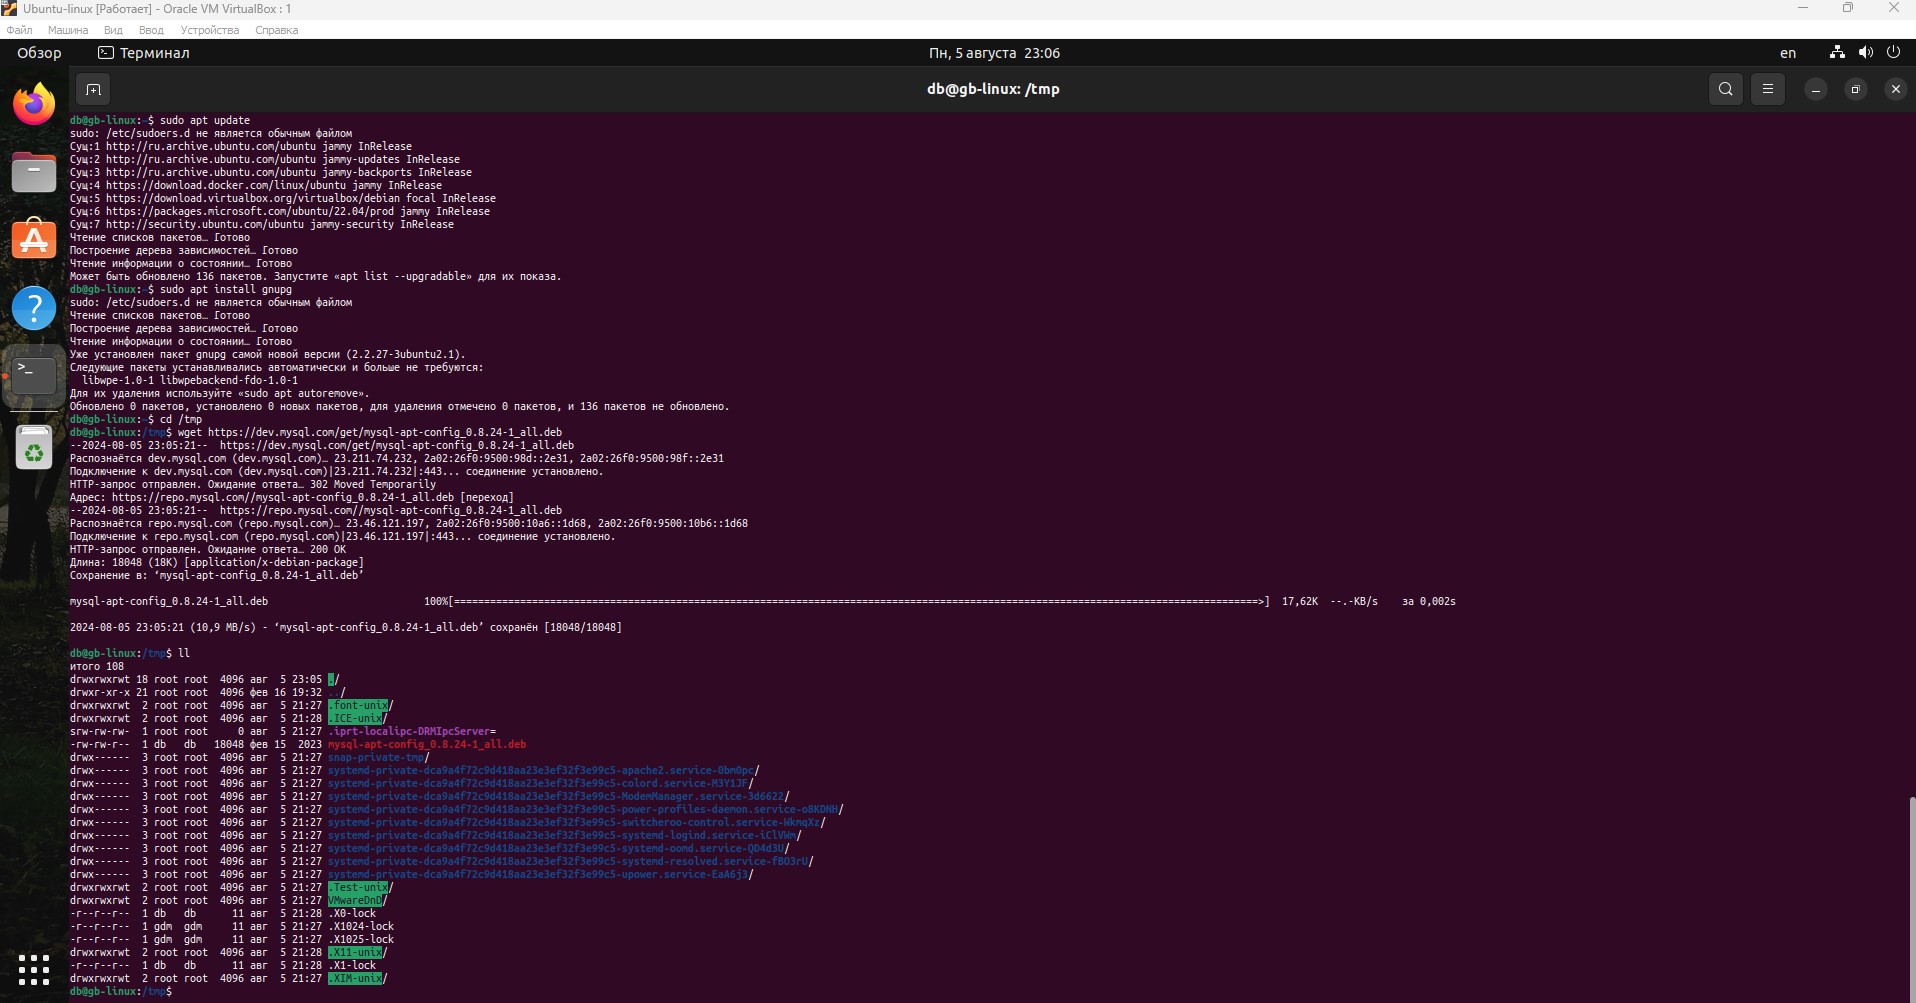 Ubuntu-linux [Работает] - Oracle VM VirtualBox : 1
Файл Машина Вид Ввод Устройства Справка
Обзор Терминал Пн, 5 августа 23:06 en
db@gb-linux: /tmp
db@gb-linux:~$ sudo apt update
sudo: /etc/sudoers.d не является обычным файлом
Сущ:1 http://ru.archive.ubuntu.com/ubuntu jammy InRelease
Сущ:2 http://ru.archive.ubuntu.com/ubuntu jammy-updates InRelease
Сущ:3 http://ru.archive.ubuntu.com/ubuntu jammy-backports InRelease
Сущ:4 https://download.docker.com/linux/ubuntu jammy InRelease
Сущ:5 https://download.virtualbox.org/virtualbox/debian focal InRelease
Сущ:6 https://packages.microsoft.com/ubuntu/22.04/prod jammy InRelease
Сущ:7 http://security.ubuntu.com/ubuntu jammy-security InRelease
Чтение списков пакетов… Готово
Построение дерева зависимостей… Готово
Чтение информации о состоянии… Готово
Может быть обновлено 136 пакетов. Запустите «apt list --upgradable» для их показа.
db@gb-linux:~$ sudo apt install gnupg
sudo: /etc/sudoers.d не является обычным файлом
Чтение списков пакетов… Готово
Построение дерева зависимостей… Готово
Чтение информации о состоянии… Готово
Уже установлен пакет gnupg самой новой версии (2.2.27-3ubuntu2.1).
Следующие пакеты устанавливались автоматически и больше не требуются:
libwpe-1.0-1 libwpebackend-fdo-1.0-1
Для их удаления используйте «sudo apt autoremove».
Обновлено 0 пакетов, установлено 0 новых пакетов, для удаления отмечено 0 пакетов, и 136 пакетов не обновлено.
db@gb-linux:~$ cd /tmp
db@gb-linux:/tmp$ wget https://dev.mysql.com/get/mysql-apt-config_0.8.24-1_all.deb
--2024-08-05 23:05:21-- https://dev.mysql.com/get/mysql-apt-config_0.8.24-1_all.deb
Распознаётся dev.mysql.com (dev.mysql.com)… 23.211.74.232, 2a02:26f0:9500:98d::2e31, 2a02:26f0:9500:98f::2e31
Подключение к dev.mysql.com (dev.mysql.com)|23.211.74.232|:443... соединение установлено.
HTTP-запрос отправлен. Ожидание ответа… 302 Moved Temporarily
Адрес: https://repo.mysql.com//mysql-apt-config_0.8.24-1_all.deb [переход]
--2024-08-05 23:05:21-- https://repo.mysql.com//mysql-apt-config_0.8.24-1_all.deb
Распознаётся repo.mysql.com (repo.mysql.com)… 23.46.121.197, 2a02:26f0:9500:10a6::1d68, 2a02:26f0:9500:10b6::1d68
Подключение к repo.mysql.com (repo.mysql.com)|23.46.121.197|:443... соединение установлено.
HTTP-запрос отправлен. Ожидание ответа… 200 OK
Длина: 18048 (18K) [application/x-debian-package]
Сохранение в: ‘mysql-apt-config_0.8.24-1_all.deb’
mysql-apt-config_0.8.24-1_all.deb 100%[=====================================>] 17,62K --.-KB/s за 0,002s
2024-08-05 23:05:21 (10,9 MB/s) - ‘mysql-apt-config_0.8.24-1_all.deb’ сохранён [18048/18048]
db@gb-linux:/tmp$ ll
итого 108
drwxrwxrwt 18 root root 4096 авг 5 23:05 ./
drwxr-xr-x 21 root root 4096 фев 16 19:32 ../
drwxrwxrwt 2 root root 4096 авг 5 21:27 .font-unix/
drwxrwxrwt 2 root root 4096 авг 5 21:28 .ICE-unix/
srw-rw-rw- 1 root root 0 авг 5 21:27 .iprt-localipc-DRMIpcServer=
-rw-rw-r-- 1 db db 18048 фев 15 2023 mysql-apt-config_0.8.24-1_all.deb
drwx------ 3 root root 4096 авг 5 21:27 snap-private-tmp/
drwx------ 3 root root 4096 авг 5 21:27 systemd-private-dca9a4f72c9d418aa23e3ef32f3e99c5-apache2.service-0bm0pc/
drwx------ 3 root root 4096 авг 5 21:27 systemd-private-dca9a4f72c9d418aa23e3ef32f3e99c5-colord.service-M3Y1JF/
drwx------ 3 root root 4096 авг 5 21:27 systemd-private-dca9a4f72c9d418aa23e3ef32f3e99c5-ModemManager.service-3d6622/
drwx------ 3 root root 4096 авг 5 21:27 systemd-private-dca9a4f72c9d418aa23e3ef32f3e99c5-power-profiles-daemon.service-o8KDNH/
drwx------ 3 root root 4096 авг 5 21:27 systemd-private-dca9a4f72c9d418aa23e3ef32f3e99c5-switcheroo-control.service-WkmqXz/
drwx------ 3 root root 4096 авг 5 21:27 systemd-private-dca9a4f72c9d418aa23e3ef32f3e99c5-systemd-logind.service-iClVWm/
drwx------ 3 root root 4096 авг 5 21:27 systemd-private-dca9a4f72c9d418aa23e3ef32f3e99c5-systemd-oomd.service-QD4d3U/
drwx------ 3 root root 4096 авг 5 21:27 systemd-private-dca9a4f72c9d418aa23e3ef32f3e99c5-systemd-resolved.service-fBO3rU/
drwx------ 3 root root 4096 авг 5 21:27 systemd-private-dca9a4f72c9d418aa23e3ef32f3e99c5-upower.service-EaA6j3/
drwxrwxrwt 2 root root 4096 авг 5 21:27 .Test-unix/
drwxrwxrwt 2 root root 4096 авг 5 21:27 VMwareDnD/
-r--r--r-- 1 db db 11 авг 5 21:28 .X0-lock
-r--r--r-- 1 gdm gdm 11 авг 5 21:27 .X1024-lock
-r--r--r-- 1 gdm gdm 11 авг 5 21:27 .X1025-lock
drwxrwxrwt 2 root root 4096 авг 5 21:28 .X11-unix/
-r--r--r-- 1 db db 11 авг 5 21:28 .X1-lock
drwxrwxrwt 2 root root 4096 авг 5 21:27 .XIM-unix/
db@gb-linux:/tmp$